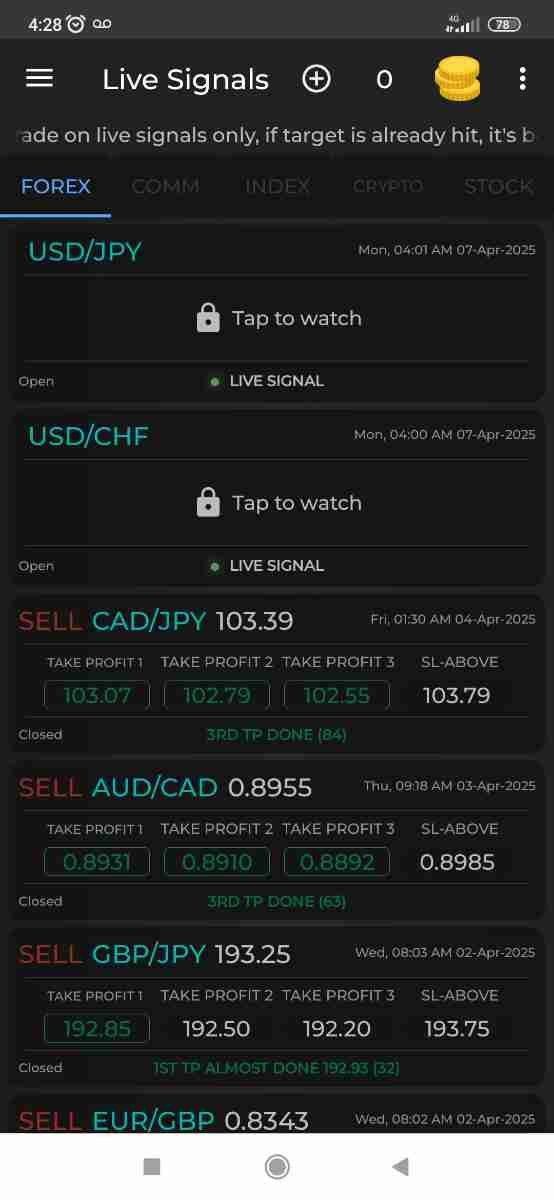 4:28 4G 78
Live Signals 0
ade on live signals only, if target is already hit, it's b
FOREX COMM INDEX CRYPTO STOCK
USD/JPY Mon, 04:01 AM 07-Apr-2025
Tap to watch
Open LIVE SIGNAL
USD/CHF Mon, 04:00 AM 07-Apr-2025
Tap to watch
Open LIVE SIGNAL
SELL CAD/JPY 103.39 Fri, 01:30 AM 04-Apr-2025
TAKE PROFIT 1 TAKE PROFIT 2 TAKE PROFIT 3 SL-ABOVE
103.07 102.79 102.55 103.79
Closed 3RD TP DONE (84)
SELL AUD/CAD 0.8955 Thu, 09:18 AM 03-Apr-2025
TAKE PROFIT 1 TAKE PROFIT 2 TAKE PROFIT 3 SL-ABOVE
0.8931 0.8910 0.8892 0.8985
Closed 3RD TP DONE (63)
SELL GBP/JPY 193.25 Wed, 08:03 AM 02-Apr-2025
TAKE PROFIT 1 TAKE PROFIT 2 TAKE PROFIT 3 SL-ABOVE
192.85 192.50 192.20 193.75
Closed 1ST TP ALMOST DONE 192.93 (32)
SELL EUR/GBP 0.8343 Wed, 08:02 AM 02-Apr-2025